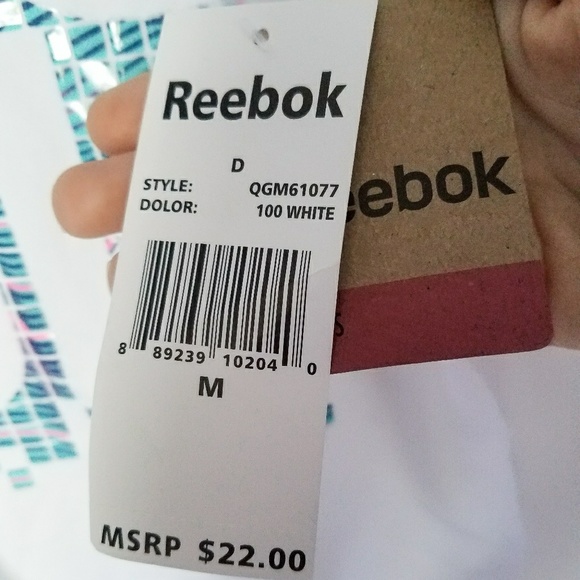 Reebok
D
STYLE: QGM61077
DOLOR: 100 WHITE
8 89239 10204 0
M
MSRP $22.00
eebok
S